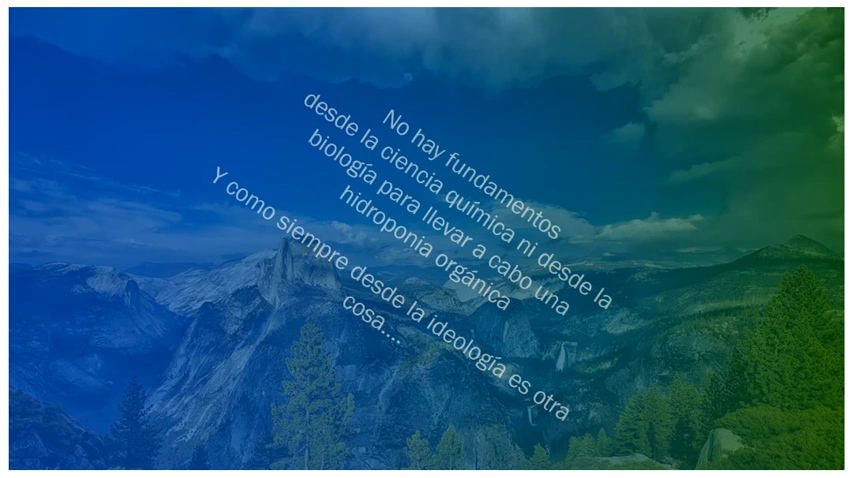 No hay fundamentos
desde la ciencia química ni desde la
biología para llevar a cabo una
hidroponia orgánica
Y como siempre desde la ideología es otra
cosa....